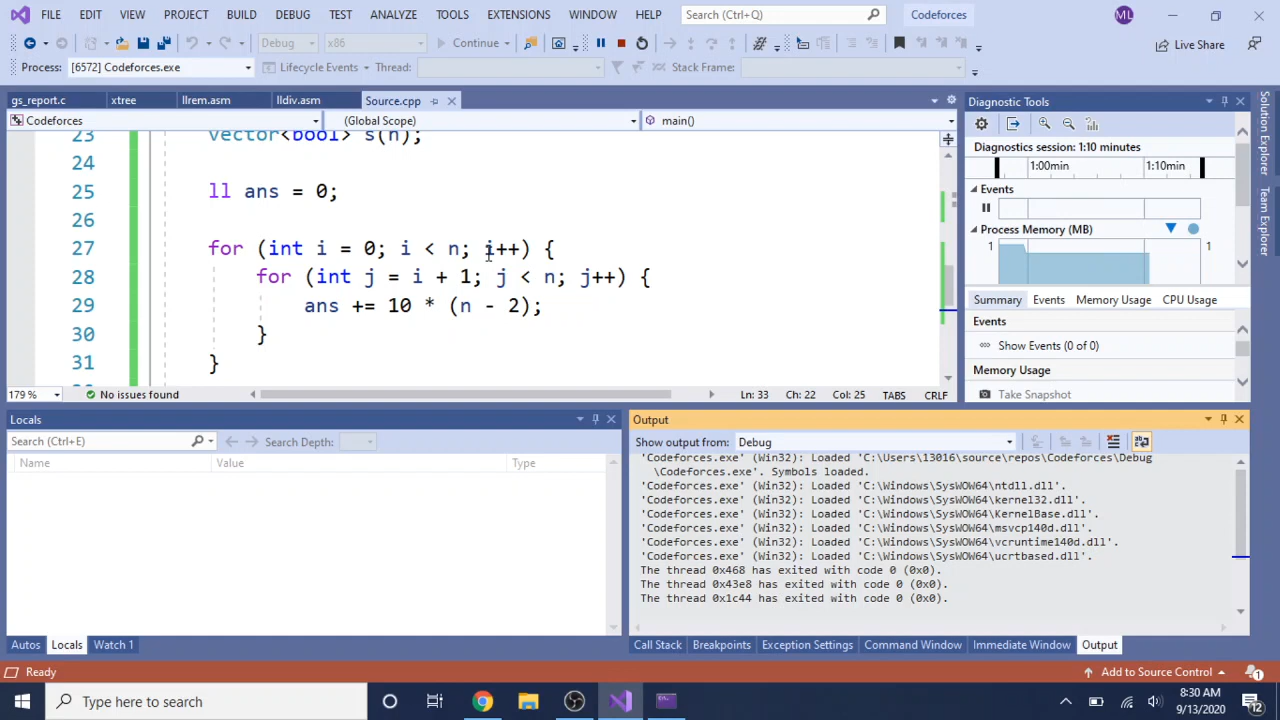 FILE EDIT VIEW PROJECT BUILD DEBUG TEST ANALYZE TOOLS EXTENSIONS WINDOW HELP Search (Ctrl+Q) Codeforces ML
Debug x86 Continue Live Share
Process: [6572] Codeforces.exe Lifecycle Events Thread: Stack Frame:
gs_report.c xtree llrem.asm lldiv.asm Source.cpp
Codeforces (Global Scope) main()
23 vector<bool> s(n);
24
25 ll ans = 0;
26
27 for (int i = 0; i < n; i++) {
28 for (int j = i + 1; j < n; j++) {
29 ans += 10 * (n - 2);
30 }
31 }
179 % No issues found Ln: 33 Ch: 22 Col: 25 TABS CRLF
Diagnostic Tools
Diagnostics session: 1:10 minutes
1:00min 1:10min
Events
Process Memory (MB)
1 1
0 0
Summary Events Memory Usage CPU Usage
Events
Show Events (0 of 0)
Memory Usage
Take Snapshot
Solution Explorer
Team Explorer
Locals
Search (Ctrl+E) Search Depth:
Name Value Type
Autos Locals Watch 1
Output
Show output from: Debug
'Codeforces.exe' (Win32): Loaded 'C:\Users\13016\source\repos\Codeforces\Debug
\Codeforces.exe'. Symbols loaded.
'Codeforces.exe' (Win32): Loaded 'C:\Windows\SysWOW64\ntdll.dll'.
'Codeforces.exe' (Win32): Loaded 'C:\Windows\SysWOW64\kernel32.dll'.
'Codeforces.exe' (Win32): Loaded 'C:\Windows\SysWOW64\KernelBase.dll'.
'Codeforces.exe' (Win32): Loaded 'C:\Windows\SysWOW64\msvcp140d.dll'.
'Codeforces.exe' (Win32): Loaded 'C:\Windows\SysWOW64\vcruntime140d.dll'.
'Codeforces.exe' (Win32): Loaded 'C:\Windows\SysWOW64\ucrtbased.dll'.
The thread 0x468 has exited with code 0 (0x0).
The thread 0x43e8 has exited with code 0 (0x0).
The thread 0x1c44 has exited with code 0 (0x0).
Call Stack Breakpoints Exception Settings Command Window Immediate Window Output
Ready Add to Source Control 1
Type here to search
8:30 AM
9/13/2020
12